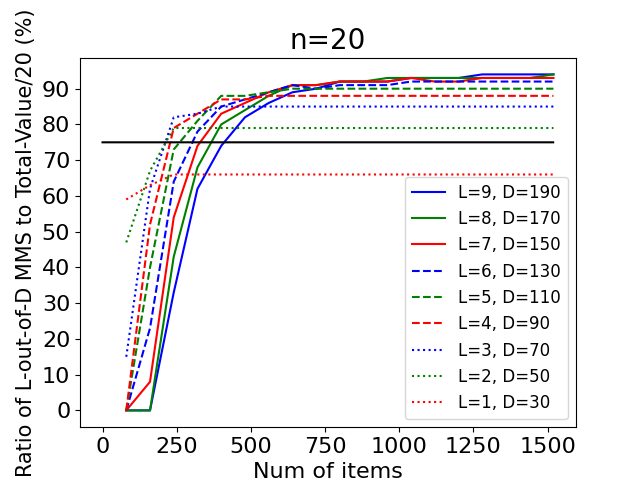 n=20
Ratio of L-out-of-D MMS to Total-Value/20 (%)
90
80
70
60
50
40
30
20
10
0
L=9, D=190
L=8, D=170
L=7, D=150
L=6, D=130
L=5, D=110
L=4, D=90
L=3, D=70
L=2, D=50
L=1, D=30
0 250 500 750 1000 1250 1500
Num of items